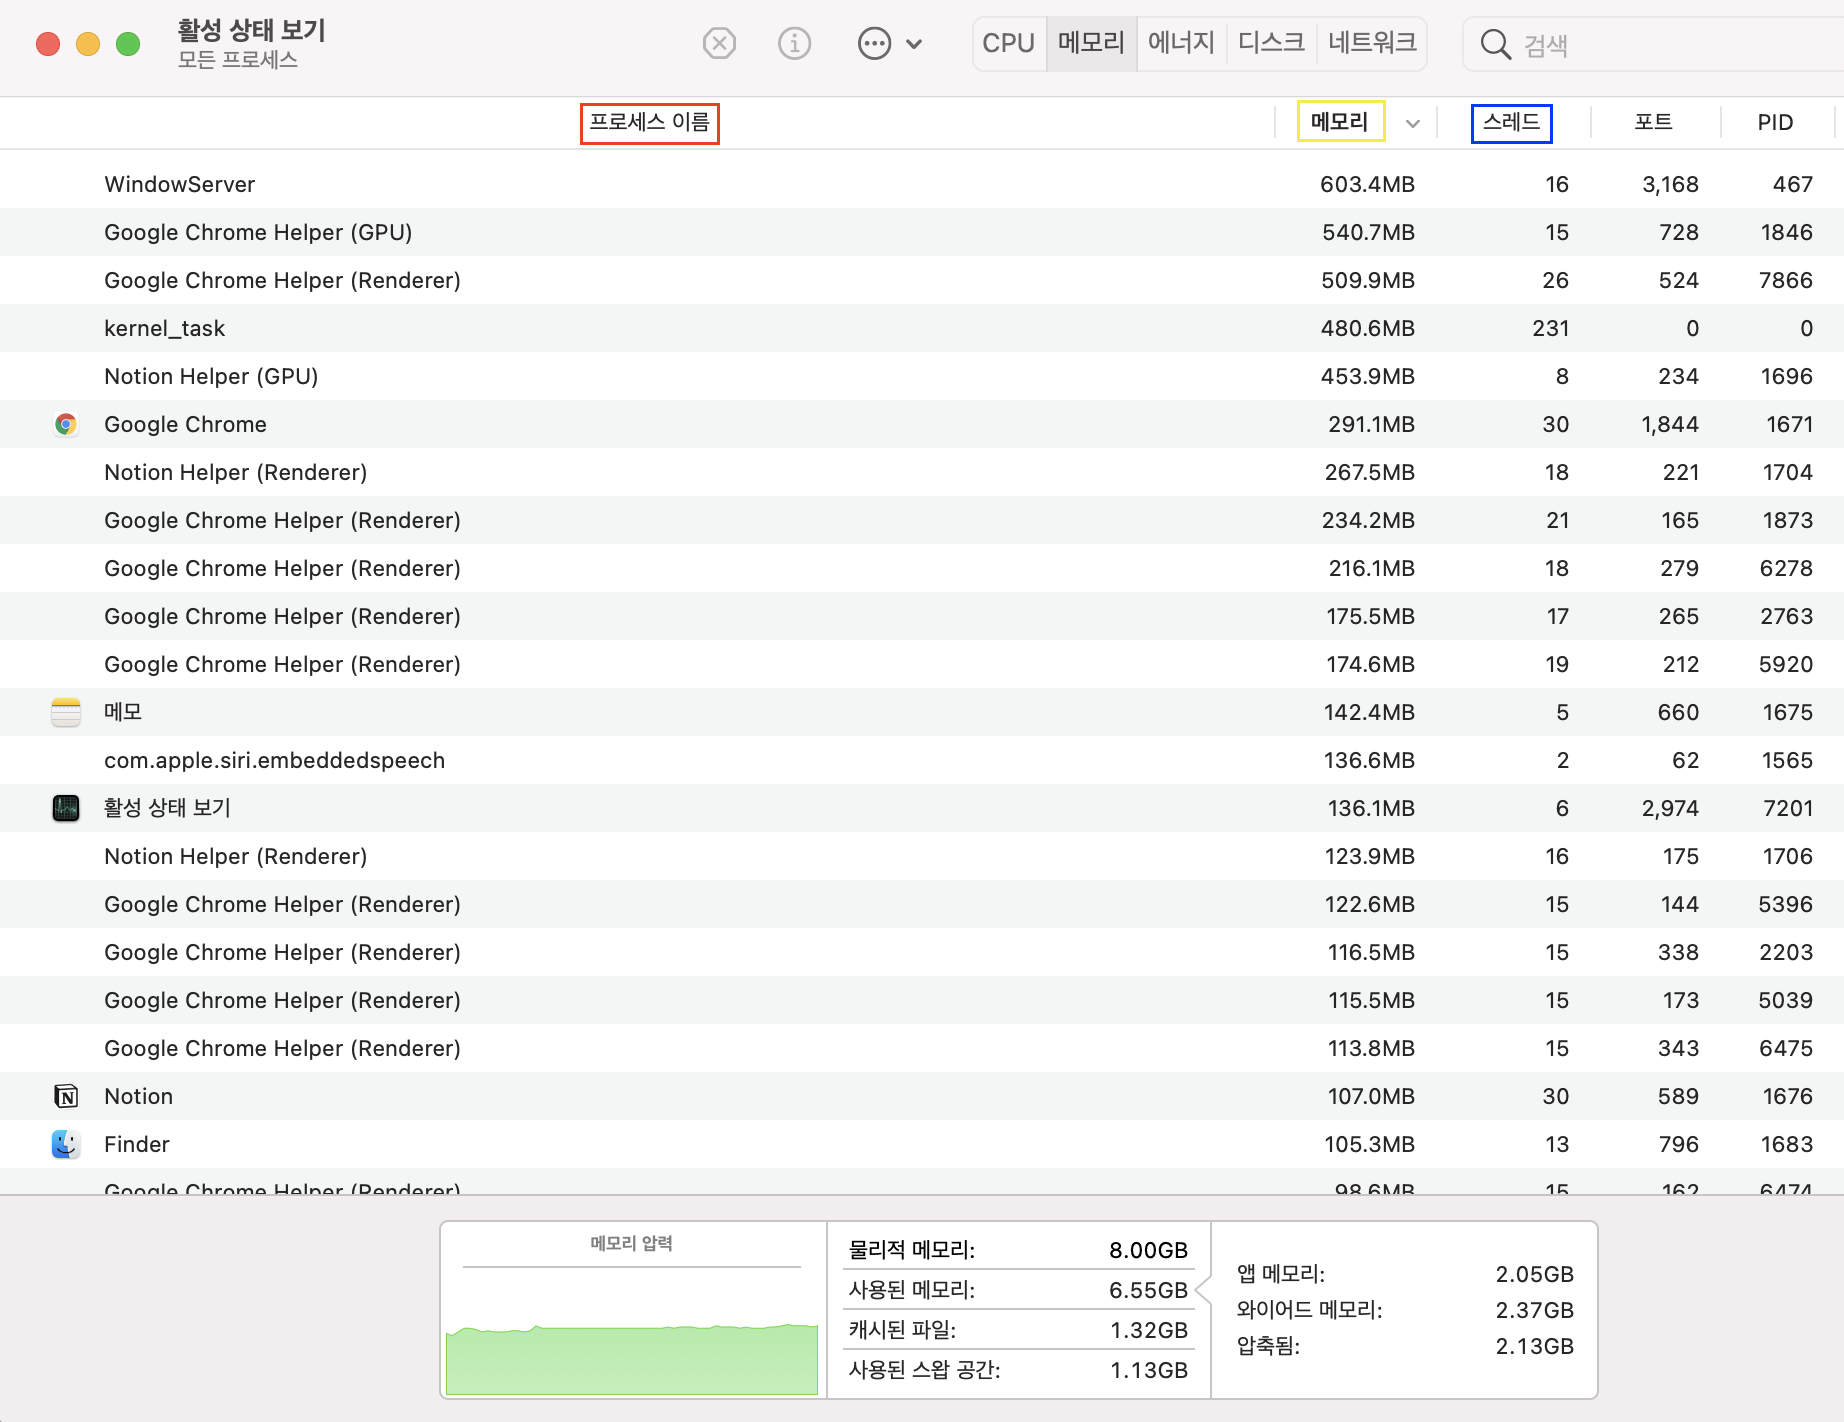 활성 상태 보기
모든 프로세스
CPU 메모리 에너지 디스크 네트워크 검색
프로세스 이름 메모리 스레드 포트 PID
WindowServer 603.4MB 16 3,168 467
Google Chrome Helper (GPU) 540.7MB 15 728 1846
Google Chrome Helper (Renderer) 509.9MB 26 524 7866
kernel_task 480.6MB 231 0 0
Notion Helper (GPU) 453.9MB 8 234 1696
Google Chrome 291.1MB 30 1,844 1671
Notion Helper (Renderer) 267.5MB 18 221 1704
Google Chrome Helper (Renderer) 234.2MB 21 165 1873
Google Chrome Helper (Renderer) 216.1MB 18 279 6278
Google Chrome Helper (Renderer) 175.5MB 17 265 2763
Google Chrome Helper (Renderer) 174.6MB 19 212 5920
메모 142.4MB 5 660 1675
com.apple.siri.embeddedspeech 136.6MB 2 62 1565
활성 상태 보기 136.1MB 6 2,974 7201
Notion Helper (Renderer) 123.9MB 16 175 1706
Google Chrome Helper (Renderer) 122.6MB 15 144 5396
Google Chrome Helper (Renderer) 116.5MB 15 338 2203
Google Chrome Helper (Renderer) 115.5MB 15 173 5039
Google Chrome Helper (Renderer) 113.8MB 15 343 6475
Notion 107.0MB 30 589 1676
Finder 105.3MB 13 796 1683
Google Chrome Helper (Renderer) 98.6MB 15 162 6474
메모리 압력
물리적 메모리: 8.00GB
사용된 메모리: 6.55GB
캐시된 파일: 1.32GB
사용된 스왑 공간: 1.13GB
앱 메모리: 2.05GB
와이어드 메모리: 2.37GB
압축됨: 2.13GB